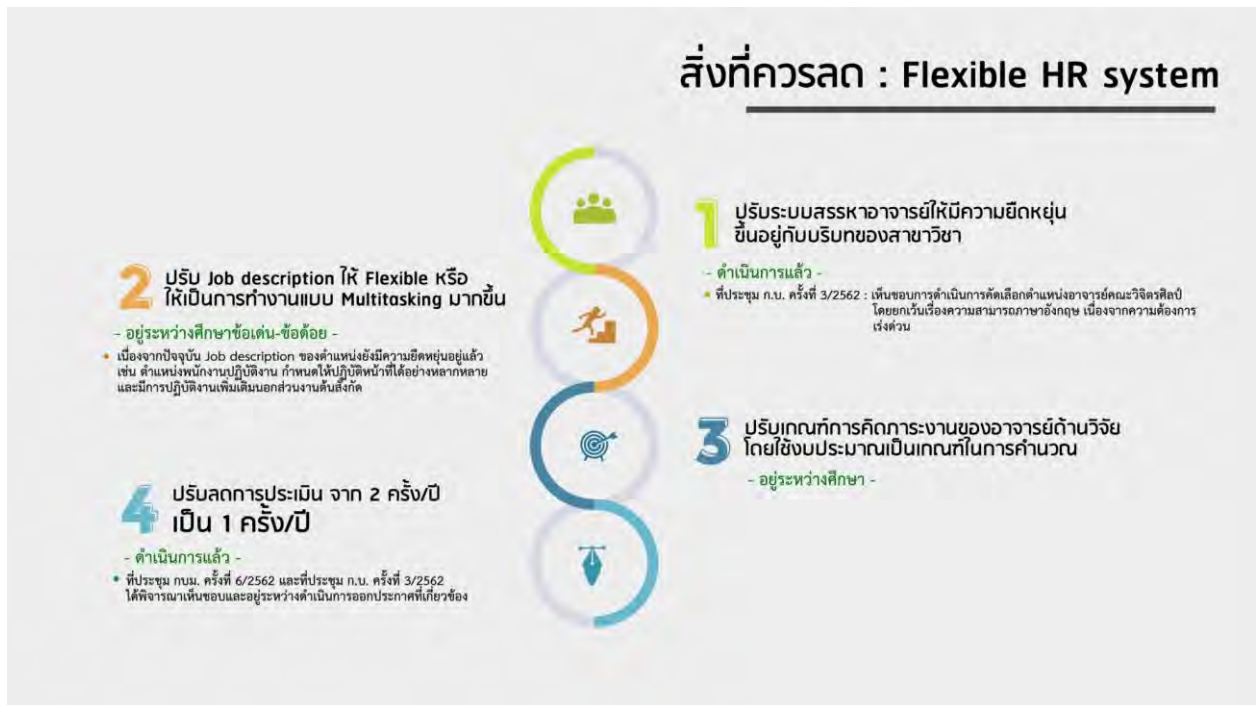 สิ่งที่ควรลด : Flexible HR system
1
ปรับระบบสรรหาอาจารย์ให้มีความยืดหยุ่น
ขึ้นอยู่กับบริบทของสาขาวิชา
- ดำเนินการแล้ว -
• ที่ประชุม ก.บ. ครั้งที่ 3/2562 : เห็นชอบการดำเนินการคัดเลือกตำแหน่งอาจารย์คณะวิจิตรศิลป์
โดยยกเว้นเรื่องความสามารถภาษาอังกฤษ เนื่องจากความต้องการ
เร่งด่วน
2
ปรับ Job description ให้ Flexible หรือ
ให้เป็นการทำงานแบบ Multitasking มากขึ้น
- อยู่ระหว่างศึกษาข้อเด่น-ข้อด้อย -
• เนื่องจากปัจจุบัน Job description ของตำแหน่งยังมีความยืดหยุ่นอยู่แล้ว
เช่น ตำแหน่งพนักงานปฏิบัติงาน กำหนดให้ปฏิบัติหน้าที่ได้อย่างหลากหลาย
และมีการปฏิบัติงานเพิ่มเติมนอกส่วนงานต้นสังกัด
3
ปรับเกณฑ์การคิดภาระงานของอาจารย์ด้านวิจัย
โดยใช้งบประมาณเป็นเกณฑ์ในการคำนวณ
- อยู่ระหว่างศึกษา -
4
ปรับลดการประเมิน จาก 2 ครั้ง/ปี
เป็น 1 ครั้ง/ปี
- ดำเนินการแล้ว -
• ที่ประชุม กบม. ครั้งที่ 6/2562 และที่ประชุม ก.บ. ครั้งที่ 3/2562
ได้พิจารณาเห็นชอบและอยู่ระหว่างดำเนินการออกประกาศที่เกี่ยวข้อง